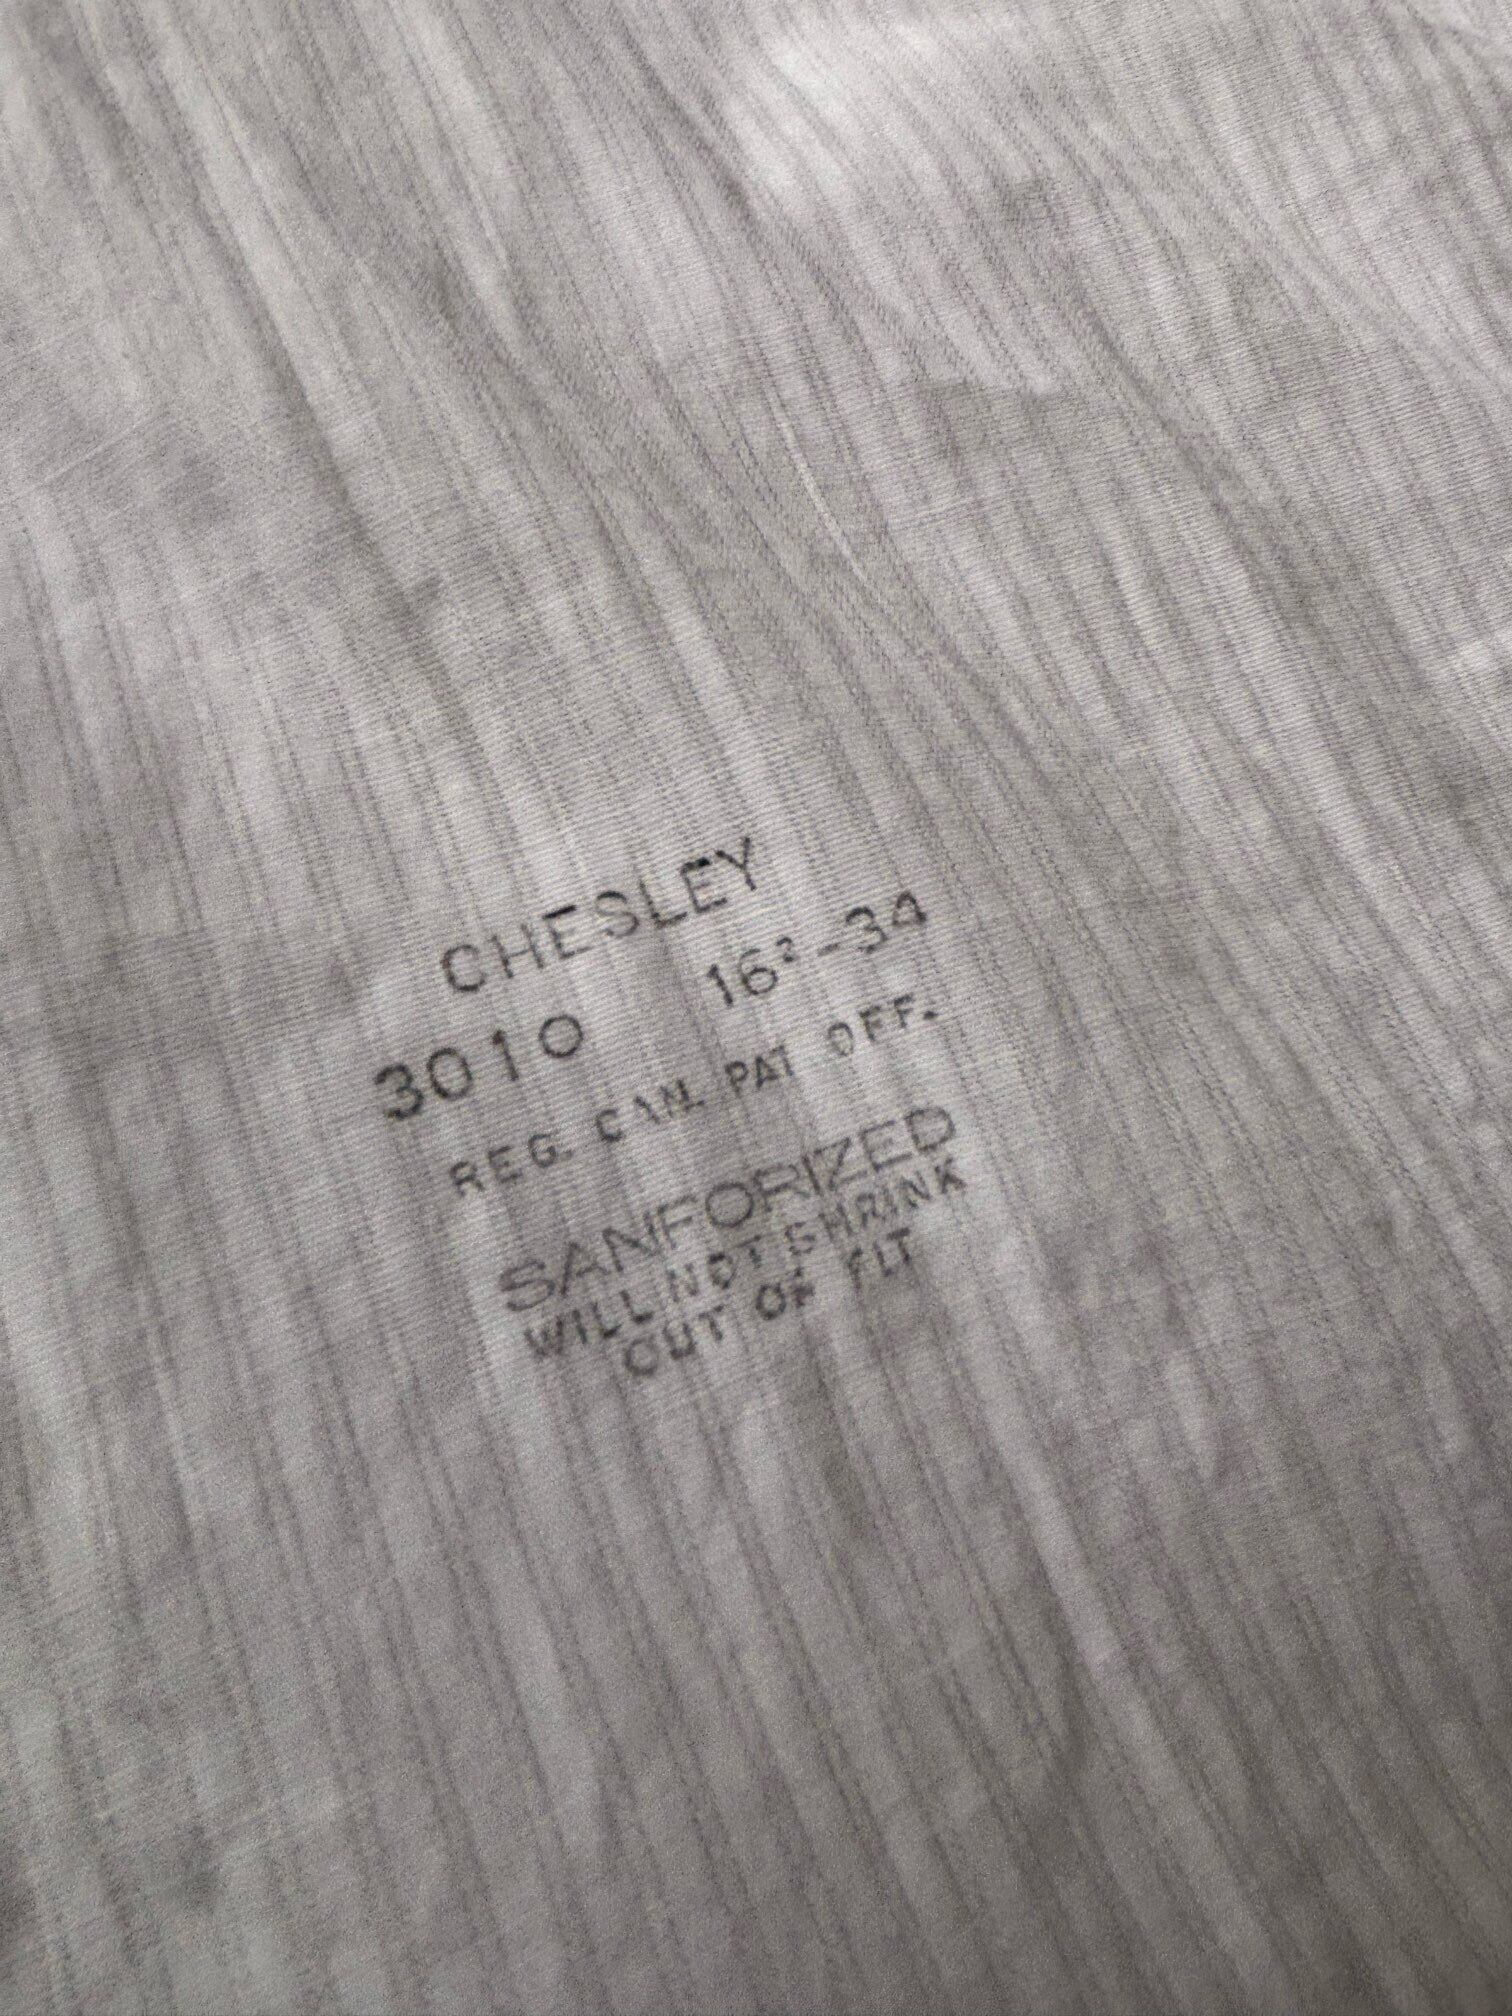 CHESLEY
3010 16²-34
REG. CAN. PAT OFF.
SANFORIZED
WILL NOT SHRINK
OUT OF FIT